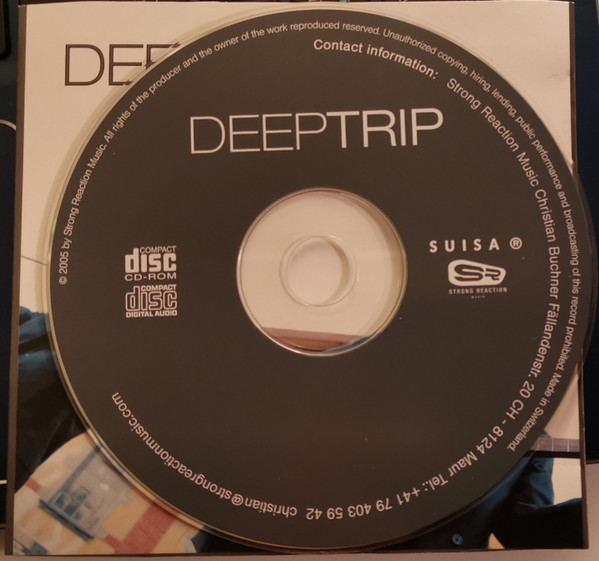 DEE
© 2005 by Strong Reaction Music. All rights of the producer and the owner of the work reproduced reserved. Unauthorized copying, hiring, lending, public performance and broadcasting of this record prohibited. Made in Switzerland.
Contact information: Strong Reaction Music Christian Buchner Fällandenstr. 20 CH - 8124 Maur Tel.: +41 79 403 59 42 christian@strongreactionmusic.com
DEEPTRIP
COMPACT
disc
CD-ROM
COMPACT
disc
DIGITAL AUDIO
SUISA ®
SR
STRONG REACTION
MUSIC